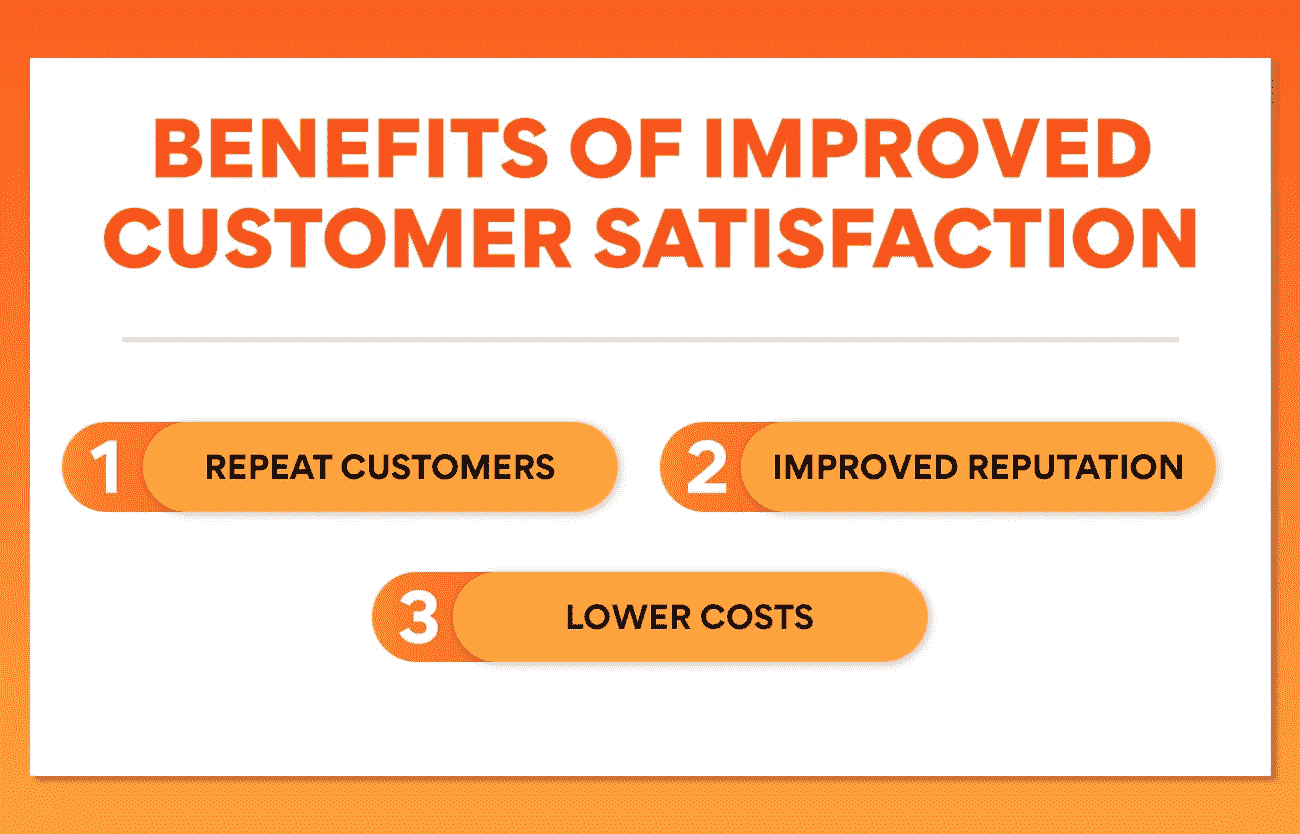 BENEFITS OF IMPROVED
CUSTOMER SATISFACTION
1 REPEAT CUSTOMERS
2 IMPROVED REPUTATION
3 LOWER COSTS